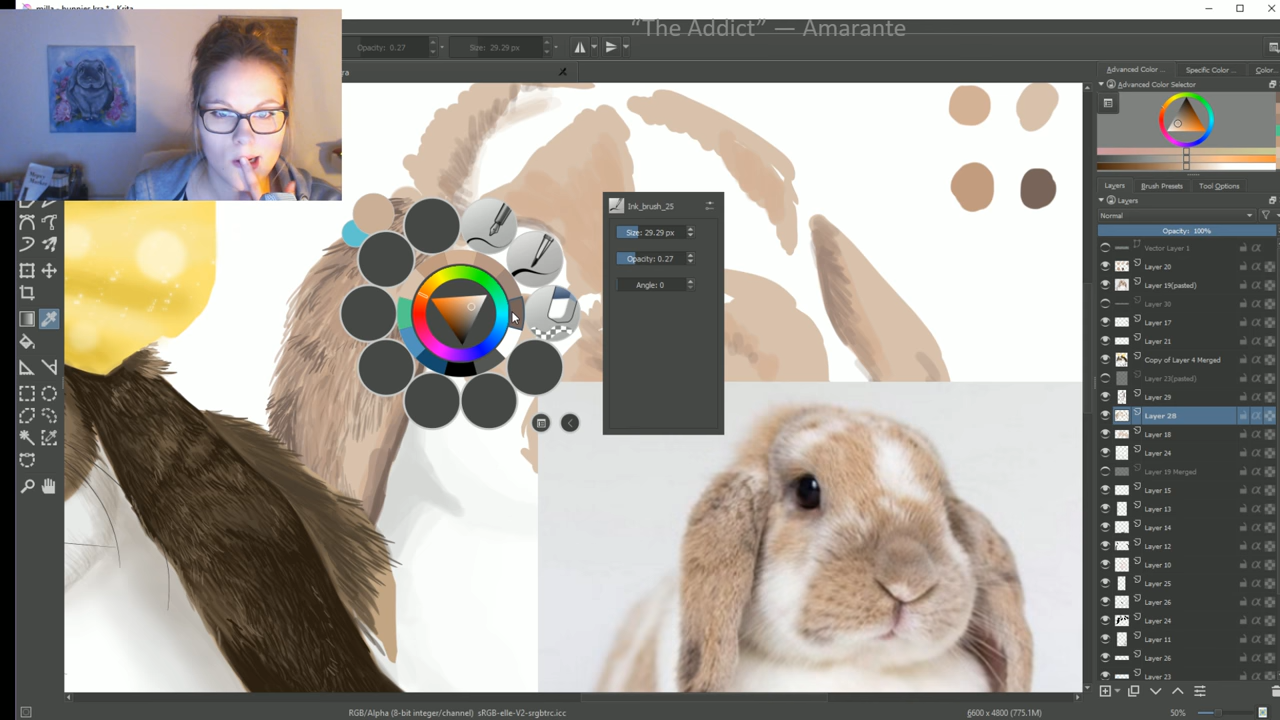 milla - bunnies.kra * - Krita
"The Addict" — Amarante
Opacity: 0.27
Size: 29.29 px
Advanced Color ...
Specific Color ...
Color...
Advanced Color Selector
Layers
Brush Presets
Tool Options
Layers
Normal
Opacity: 100%
Vector Layer 1
Layer 20
Layer 19(pasted)
Layer 30
Layer 17
Layer 21
Copy of Layer 4 Merged
Layer 23(pasted)
Layer 29
Layer 28
Layer 18
Layer 24
Layer 19 Merged
Layer 15
Layer 13
Layer 14
Layer 12
Layer 10
Layer 25
Layer 26
Layer 24
Layer 11
Layer 26
Layer 23
Ink_brush_25
Size: 29.29 px
Opacity: 0.27
Angle: 0
RGB/Alpha (8-bit integer/channel) sRGB-elle-V2-srgbtrc.icc
6600 x 4800 (775.1M)
50%